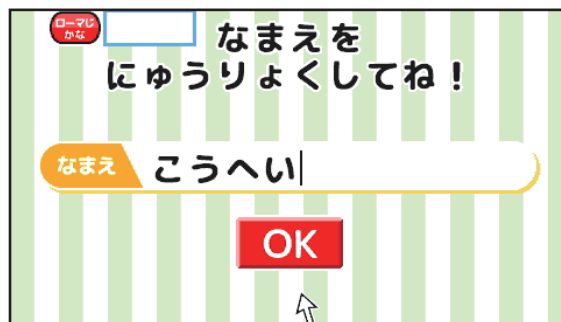 ローマじ
かな
なまえを
にゅうりょくしてね!
なまえ
こうへい
OK